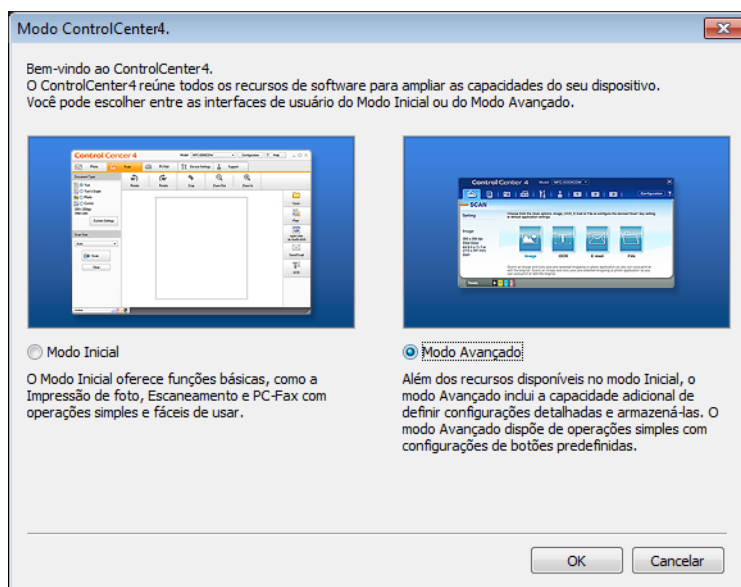 Modo ControlCenter4.
Bem-vindo ao ControlCenter4.
O ControlCenter4 reúne todos os recursos de software para ampliar as capacidades do seu dispositivo.
Você pode escolher entre as interfaces de usuário do Modo Inicial ou do Modo Avançado.
Control Center 4
Control Center 4
SCAN
Image
OCR
E-mail
File
Modo Inicial
O Modo Inicial oferece funções básicas, como a
Impressão de foto, Escaneamento e PC-Fax com
operações simples e fáceis de usar.
Modo Avançado
Além dos recursos disponíveis no modo Inicial, o
modo Avançado inclui a capacidade adicional de
definir configurações detalhadas e armazená-las. O
modo Avançado dispõe de operações simples com
configurações de botões predefinidas.
OK
Cancelar